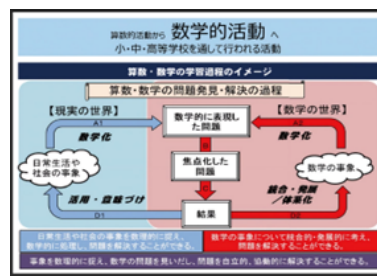 算数的活動から 数学的活動 へ
小・中・高等学校を通して行われる活動
算数・数学の学習過程のイメージ
算数・数学の問題発見・解決の過程
【現実の世界】
【数学の世界】
A1
数学的に表現した問題
A2
数学化
数学化
日常生活や
社会の事象
B
焦点化した
問題
数学の事象
C
活用・意味づけ
統合・発展
/体系化
D1
結果
D2
日常生活や社会の事象を数理的に捉え、
数学的に処理し、問題を解決することができる。
数学の事象について統合的・発展的に考え、
問題を解決することができる。
事象を数理的に捉え、数学の問題を見いだし、問題を自立的、協働的に解決することができる。